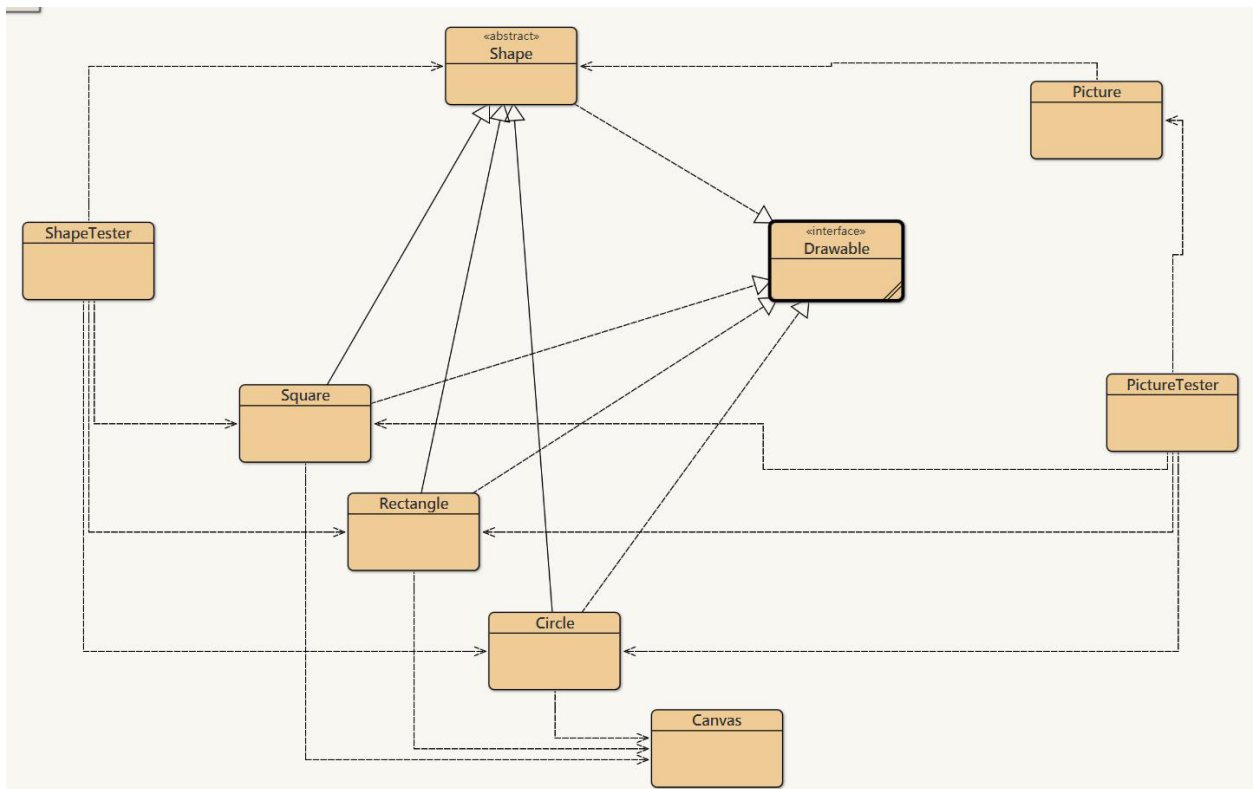 «abstract»
Shape
Picture
ShapeTester
«interface»
Drawable
PictureTester
Square
Rectangle
Circle
Canvas